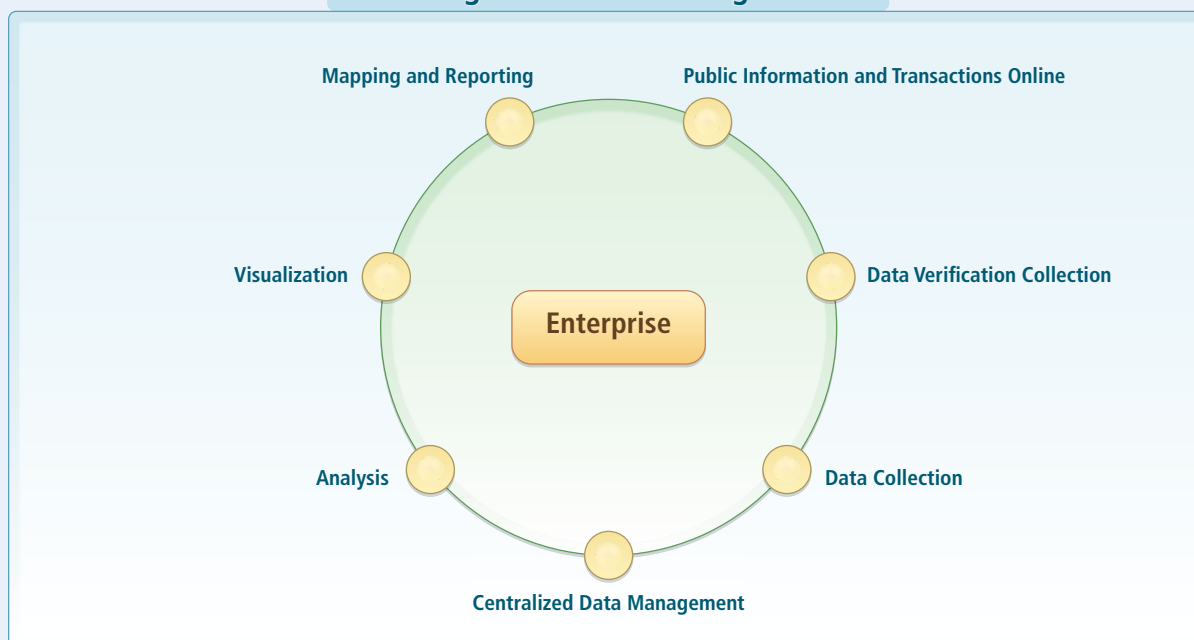 Mapping and Reporting
Public Information and Transactions Online
Visualization
Data Verification Collection
Enterprise
Analysis
Data Collection
Centralized Data Management